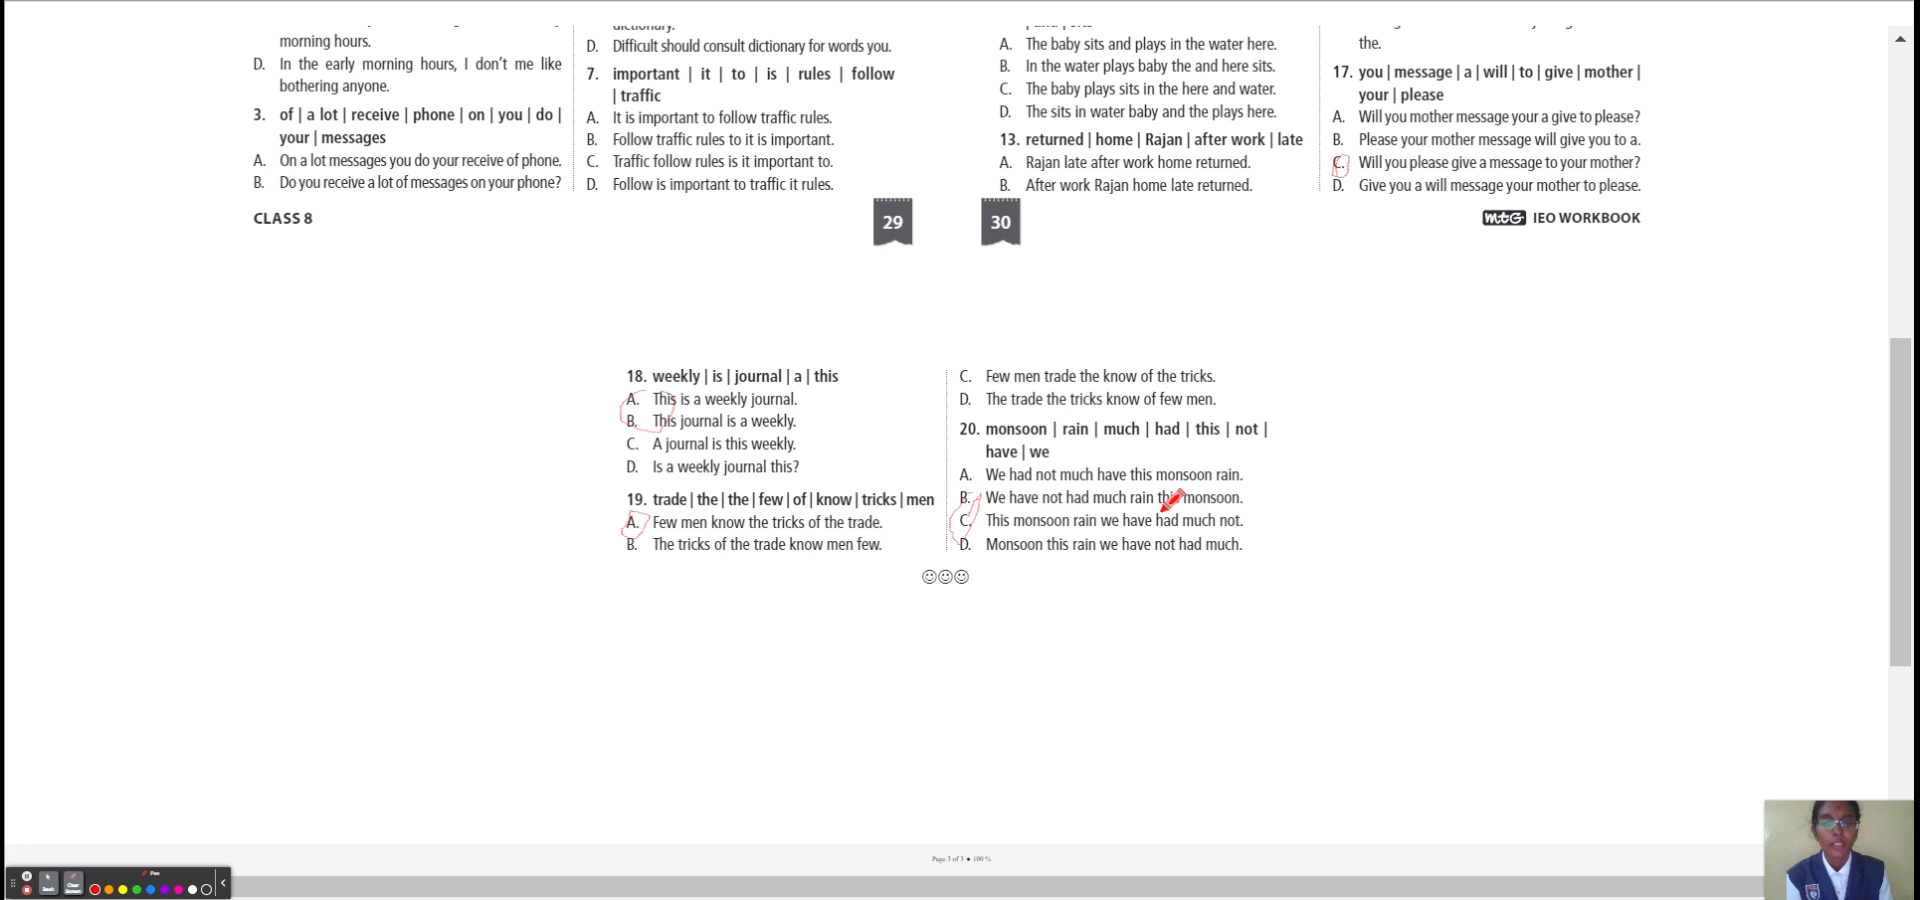 morning hours.
D. In the early morning hours, I don't me like
bothering anyone.
3. of | a lot | receive | phone | on | you | do |
your | messages
A. On a lot messages you do your receive of phone.
B. Do you receive a lot of messages on your phone?
dictionary.
D. Difficult should consult dictionary for words you.
7. important | it | to | is | rules | follow
| traffic
A. It is important to follow traffic rules.
B. Follow traffic rules to it is important.
C. Traffic follow rules is it important to.
D. Follow is important to traffic it rules.
CLASS 8
29
A. The baby sits and plays in the water here.
B. In the water plays baby the and here sits.
C. The baby plays sits in the here and water.
D. The sits in water baby and the plays here.
13. returned | home | Rajan | after work | late
A. Rajan late after work home returned.
B. After work Rajan home late returned.
the.
17. you | message | a | will | to | give | mother |
your | please
A. Will you mother message your a give to please?
B. Please your mother message will give you to a.
C. Will you please give a message to your mother?
D. Give you a will message your mother to please.
30
mtG IEO WORKBOOK
18. weekly | is | journal | a | this
A. This is a weekly journal.
B. This journal is a weekly.
C. A journal is this weekly.
D. Is a weekly journal this?
19. trade | the | the | few | of | know | tricks | men
A. Few men know the tricks of the trade.
B. The tricks of the trade know men few.
C. Few men trade the know of the tricks.
D. The trade the tricks know of few men.
20. monsoon | rain | much | had | this | not |
have | we
A. We had not much have this monsoon rain.
B. We have not had much rain this monsoon.
C. This monsoon rain we have had much not.
D. Monsoon this rain we have not had much.
Page 3 of 3 • 100 %
Pen
Back
Clear
Screen